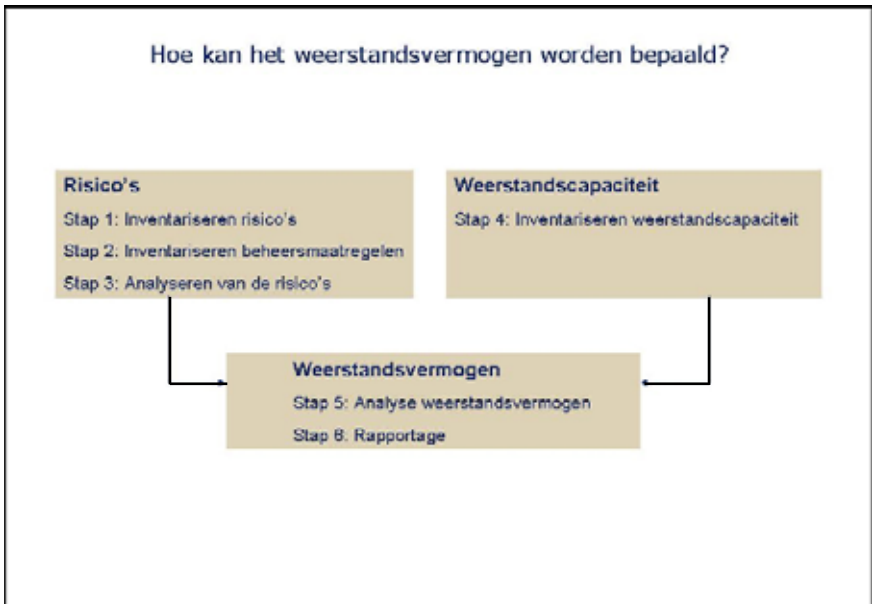 Hoe kan het weerstandsvermogen worden bepaald?
Risico's
Stap 1: Inventariseren risico's
Stap 2: Inventariseren beheersmaatregelen
Stap 3: Analyseren van de risico's
Weerstandscapaciteit
Stap 4: Inventariseren weerstandscapaciteit
Weerstandsvermogen
Stap 5: Analyse weerstandsvermogen
Stap 6: Rapportage